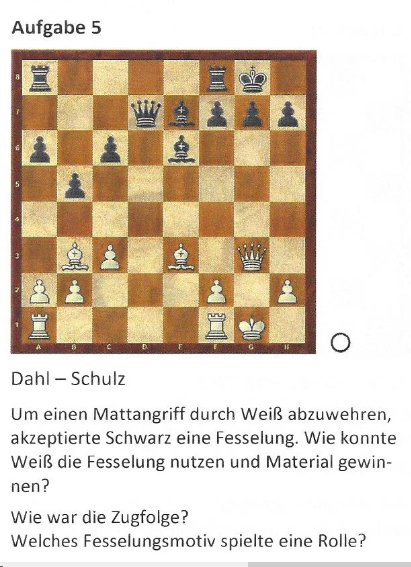 Aufgabe 5
8
7
6
5
4
3
2
1
A B C D E F G H
Dahl – Schulz
Um einen Mattangriff durch Weiß abzuwehren,
akzeptierte Schwarz eine Fesselung. Wie konnte
Weiß die Fesselung nutzen und Material gewin-
nen?
Wie war die Zugfolge?
Welches Fesselungsmotiv spielte eine Rolle?